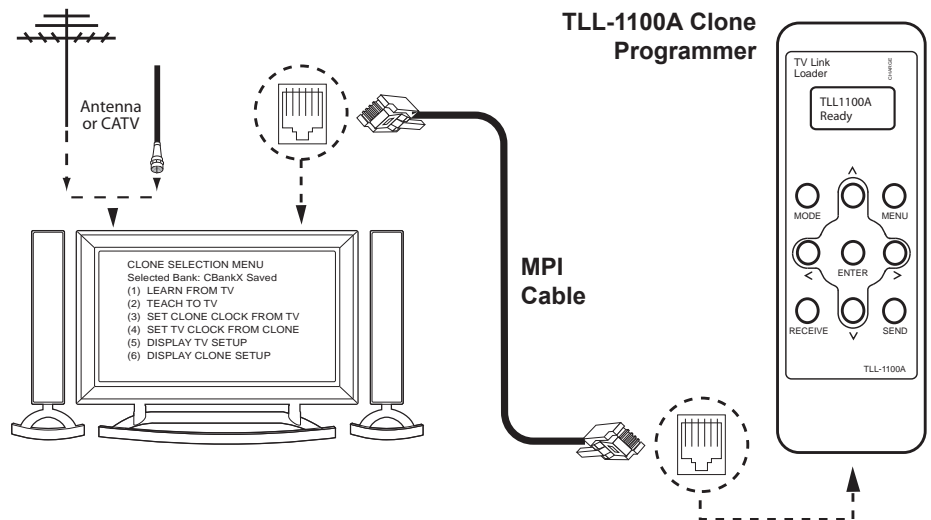 TLL-1100A Clone
Programmer
Antenna
or CATV
CLONE SELECTION MENU
Selected Bank: CBankX Saved
(1) LEARN FROM TV
(2) TEACH TO TV
(3) SET CLONE CLOCK FROM TV
(4) SET TV CLOCK FROM CLONE
(5) DISPLAY TV SETUP
(6) DISPLAY CLONE SETUP
MPI
Cable
TV Link
Loader
CHARGE
TLL1100A
Ready
MODE
MENU
ENTER
RECEIVE
SEND
TLL-1100A